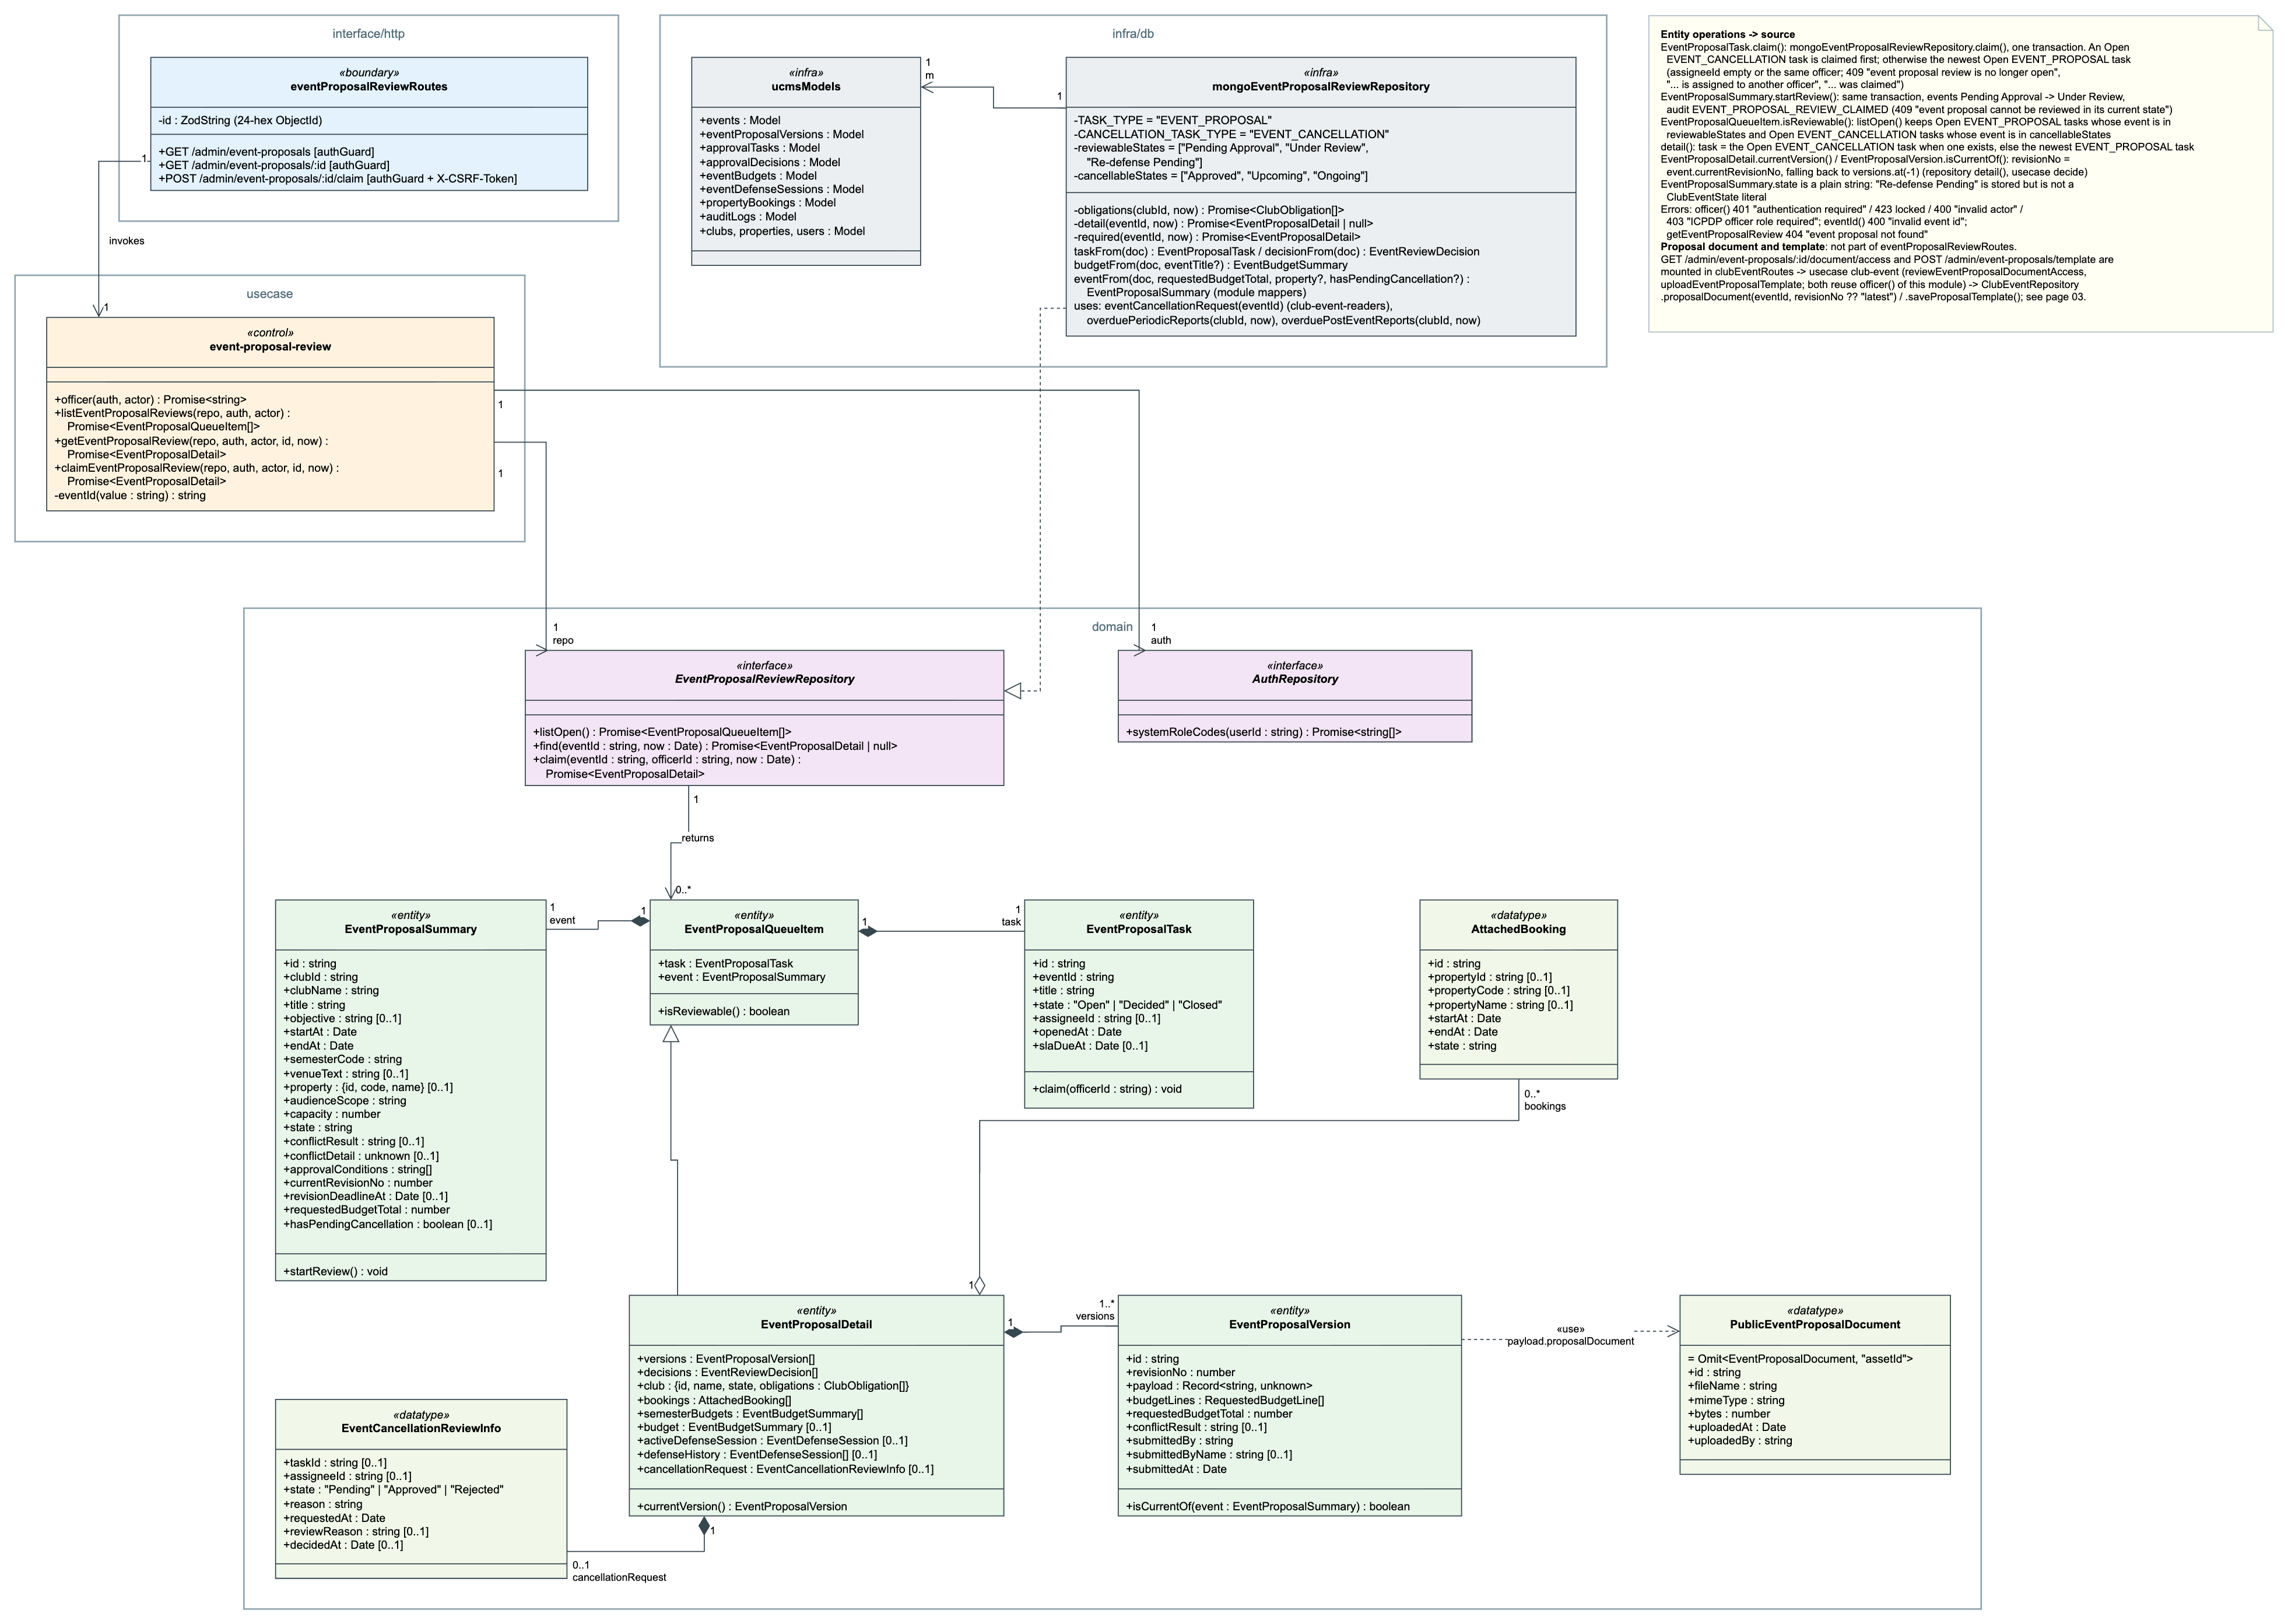 interface/http
«boundary»
eventProposalReviewRoutes
-id : ZodString (24-hex ObjectId)
+GET /admin/event-proposals [authGuard]
+GET /admin/event-proposals/:id [authGuard]
+POST /admin/event-proposals/:id/claim [authGuard + X-CSRF-Token]
1
invokes
1
infra/db
«infra»
ucmsModels
+events : Model
+eventProposalVersions : Model
+approvalTasks : Model
+approvalDecisions : Model
+eventBudgets : Model
+eventDefenseSessions : Model
+propertyBookings : Model
+auditLogs : Model
+clubs, properties, users : Model
1
m
1
«infra»
mongoEventProposalReviewRepository
-TASK_TYPE = "EVENT_PROPOSAL"
-CANCELLATION_TASK_TYPE = "EVENT_CANCELLATION"
-reviewableStates = ["Pending Approval", "Under Review",
"Re-defense Pending"]
-cancellableStates = ["Approved", "Upcoming", "Ongoing"]
-obligations(clubId, now) : Promise<ClubObligation[]>
-detail(eventId, now) : Promise<EventProposalDetail | null>
-required(eventId, now) : Promise<EventProposalDetail>
taskFrom(doc) : EventProposalTask / decisionFrom(doc) : EventReviewDecision
budgetFrom(doc, eventTitle?) : EventBudgetSummary
eventFrom(doc, requestedBudgetTotal, property?, hasPendingCancellation?) :
EventProposalSummary (module mappers)
uses: eventCancellationRequest(eventId) (club-event-readers),
overduePeriodicReports(clubId, now), overduePostEventReports(clubId, now)
Entity operations -> source
EventProposalTask.claim(): mongoEventProposalReviewRepository.claim(), one transaction. An Open
EVENT_CANCELLATION task is claimed first; otherwise the newest Open EVENT_PROPOSAL task
(assigneeId empty or the same officer; 409 "event proposal review is no longer open",
"... is assigned to another officer", "... was claimed")
EventProposalSummary.startReview(): same transaction, events Pending Approval -> Under Review,
audit EVENT_PROPOSAL_REVIEW_CLAIMED (409 "event proposal cannot be reviewed in its current state")
EventProposalQueueItem.isReviewable(): listOpen() keeps Open EVENT_PROPOSAL tasks whose event is in
reviewableStates and Open EVENT_CANCELLATION tasks whose event is in cancellableStates
detail(): task = the Open EVENT_CANCELLATION task when one exists, else the newest EVENT_PROPOSAL task
EventProposalDetail.currentVersion() / EventProposalVersion.isCurrentOf(): revisionNo =
event.currentRevisionNo, falling back to versions.at(-1) (repository detail(), usecase decide)
EventProposalSummary.state is a plain string: "Re-defense Pending" is stored but is not a
ClubEventState literal
Errors: officer() 401 "authentication required" / 423 locked / 400 "invalid actor" /
403 "ICPDP officer role required"; eventId() 400 "invalid event id";
getEventProposalReview 404 "event proposal not found"
Proposal document and template: not part of eventProposalReviewRoutes.
GET /admin/event-proposals/:id/document/access and POST /admin/event-proposals/template are
mounted in clubEventRoutes -> usecase club-event (reviewEventProposalDocumentAccess,
uploadEventProposalTemplate; both reuse officer() of this module) -> ClubEventRepository
.proposalDocument(eventId, revisionNo ?? "latest") / .saveProposalTemplate(); see page 03.
usecase
«control»
event-proposal-review
+officer(auth, actor) : Promise<string>
+listEventProposalReviews(repo, auth, actor) :
Promise<EventProposalQueueItem[]>
+getEventProposalReview(repo, auth, actor, id, now) :
Promise<EventProposalDetail>
+claimEventProposalReview(repo, auth, actor, id, now) :
Promise<EventProposalDetail>
-eventId(value : string) : string
1
1
domain
1
repo
1
auth
«interface»
EventProposalReviewRepository
+listOpen() : Promise<EventProposalQueueItem[]>
+find(eventId : string, now : Date) : Promise<EventProposalDetail | null>
+claim(eventId : string, officerId : string, now : Date) :
Promise<EventProposalDetail>
«interface»
AuthRepository
+systemRoleCodes(userId : string) : Promise<string[]>
1
returns
0..*
«entity»
EventProposalSummary
+id : string
+clubId : string
+clubName : string
+title : string
+objective : string [0..1]
+startAt : Date
+endAt : Date
+semesterCode : string
+venueText : string [0..1]
+property : {id, code, name} [0..1]
+audienceScope : string
+capacity : number
+state : string
+conflictResult : string [0..1]
+conflictDetail : unknown [0..1]
+approvalConditions : string[]
+currentRevisionNo : number
+revisionDeadlineAt : Date [0..1]
+requestedBudgetTotal : number
+hasPendingCancellation : boolean [0..1]
+startReview() : void
1
event
1
«entity»
EventProposalQueueItem
+task : EventProposalTask
+event : EventProposalSummary
+isReviewable() : boolean
1
1
task
«entity»
EventProposalTask
+id : string
+eventId : string
+title : string
+state : "Open" | "Decided" | "Closed"
+assigneeId : string [0..1]
+openedAt : Date
+slaDueAt : Date [0..1]
+claim(officerId : string) : void
«datatype»
AttachedBooking
+id : string
+propertyId : string [0..1]
+propertyCode : string [0..1]
+propertyName : string [0..1]
+startAt : Date
+endAt : Date
+state : string
0..*
bookings
1
«entity»
EventProposalDetail
+versions : EventProposalVersion[]
+decisions : EventReviewDecision[]
+club : {id, name, state, obligations : ClubObligation[]}
+bookings : AttachedBooking[]
+semesterBudgets : EventBudgetSummary[]
+budget : EventBudgetSummary [0..1]
+activeDefenseSession : EventDefenseSession [0..1]
+defenseHistory : EventDefenseSession[] [0..1]
+cancellationRequest : EventCancellationReviewInfo [0..1]
+currentVersion() : EventProposalVersion
1
1..*
versions
«entity»
EventProposalVersion
+id : string
+revisionNo : number
+payload : Record<string, unknown>
+budgetLines : RequestedBudgetLine[]
+requestedBudgetTotal : number
+conflictResult : string [0..1]
+submittedBy : string
+submittedByName : string [0..1]
+submittedAt : Date
+isCurrentOf(event : EventProposalSummary) : boolean
«use»
payload.proposalDocument
«datatype»
PublicEventProposalDocument
= Omit<EventProposalDocument, "assetId">
+id : string
+fileName : string
+mimeType : string
+bytes : number
+uploadedAt : Date
+uploadedBy : string
«datatype»
EventCancellationReviewInfo
+taskId : string [0..1]
+assigneeId : string [0..1]
+state : "Pending" | "Approved" | "Rejected"
+reason : string
+requestedAt : Date
+reviewReason : string [0..1]
+decidedAt : Date [0..1]
1
0..1
cancellationRequest